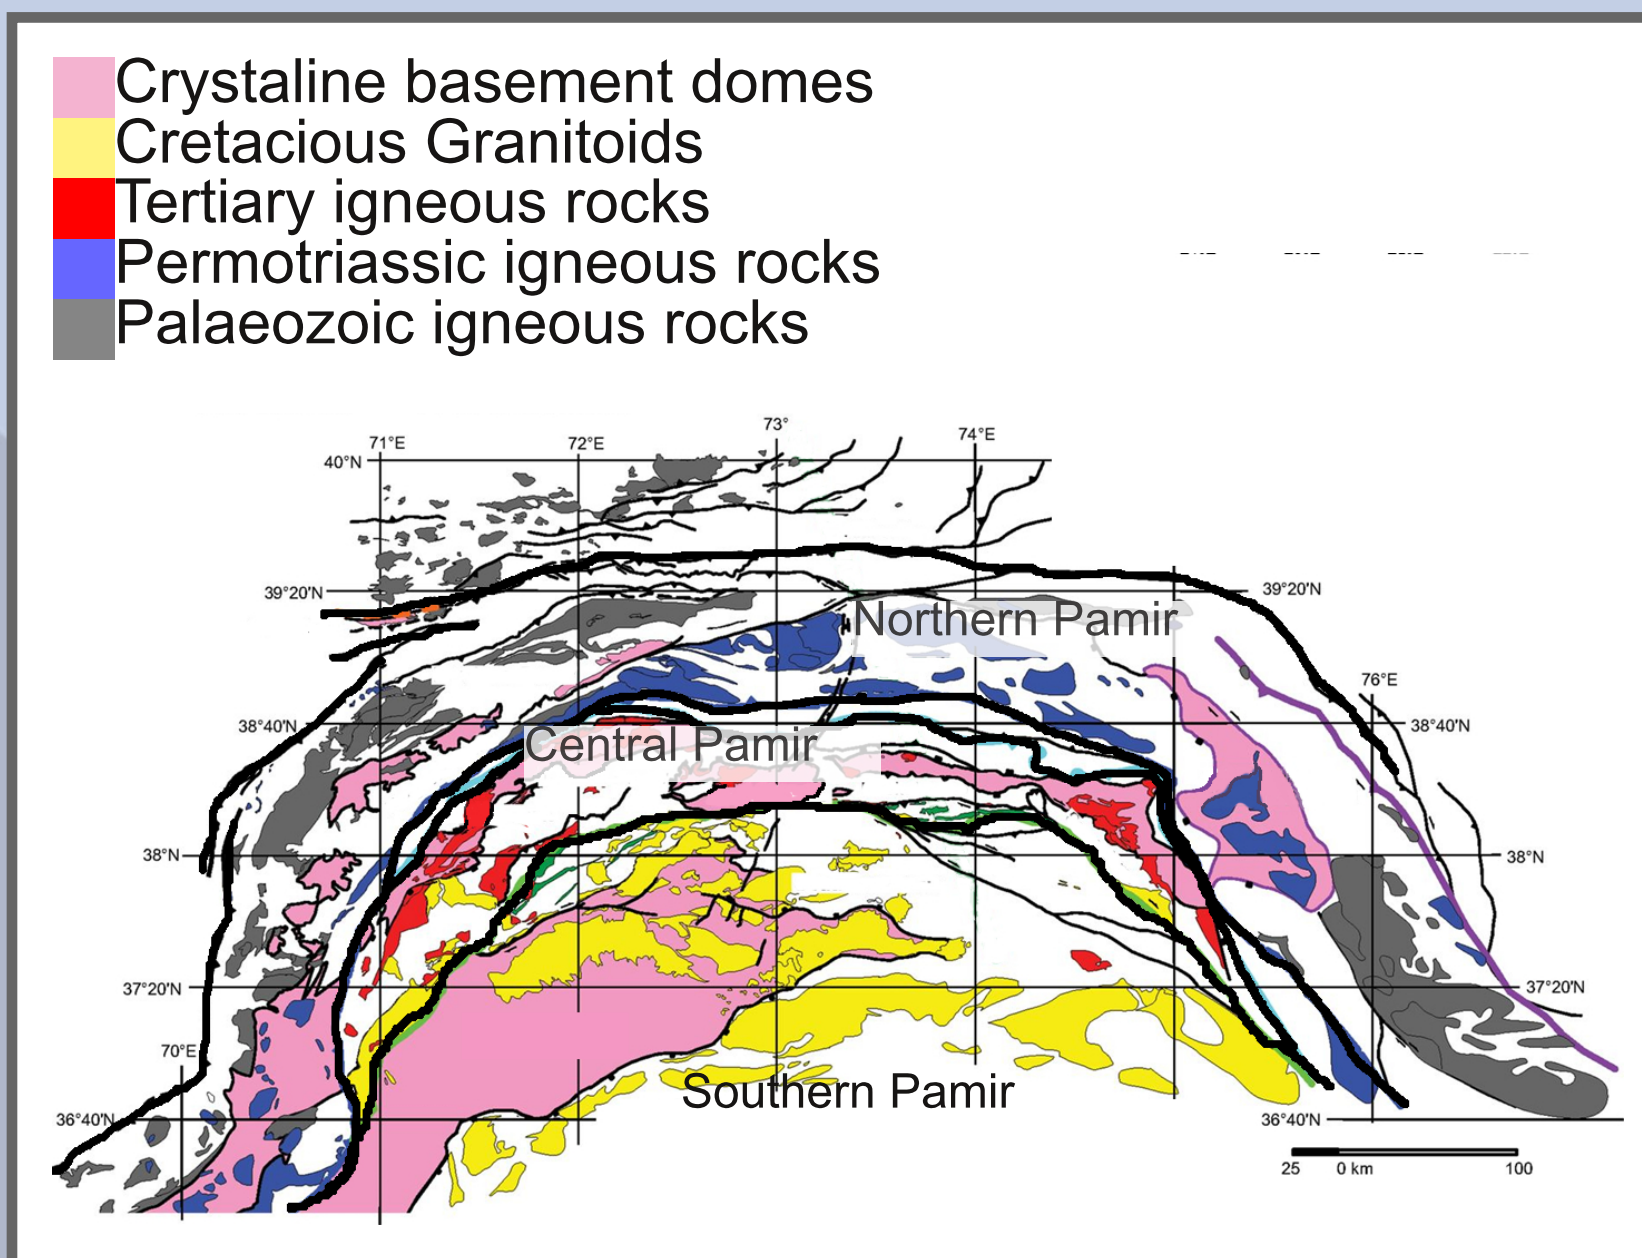 Crystaline basement domes
Cretacious Granitoids
Tertiary igneous rocks
Permotriassic igneous rocks
Palaeozoic igneous rocks
73°
71°E
72°E
74°E
40°N
39°20'N
39°20'N
Northern Pamir
76°E
38°40'N
38°40'N
Central Pamir
38°N
38°N
37°20'N
37°20'N
70°E
Southern Pamir
36°40'N
36°40'N
25 0 km 100